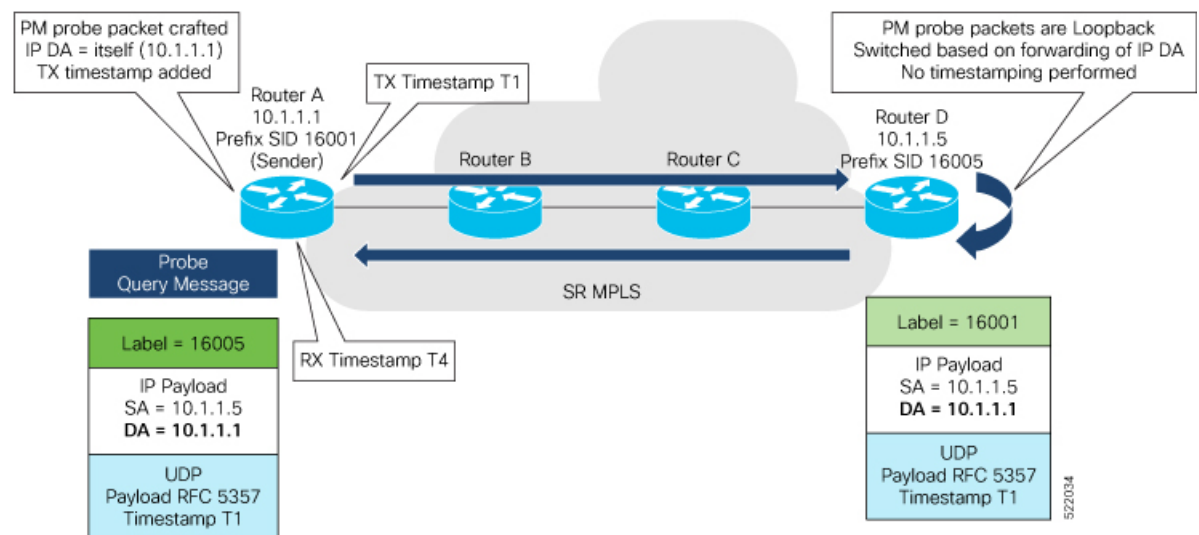 PM probe packet crafted
IP DA = itself (10.1.1.1)
TX timestamp added
Router A
10.1.1.1
Prefix SID 16001
(Sender)
TX Timestamp T1
Router B
Router C
Router D
10.1.1.5
Prefix SID 16005
PM probe packets are Loopback
Switched based on forwarding of IP DA
No timestamping performed
Probe
Query Message
SR MPLS
RX Timestamp T4
Label = 16005
IP Payload
SA = 10.1.1.5
DA = 10.1.1.1
UDP
Payload RFC 5357
Timestamp T1
Label = 16001
IP Payload
SA = 10.1.1.5
DA = 10.1.1.1
UDP
Payload RFC 5357
Timestamp T1
522034